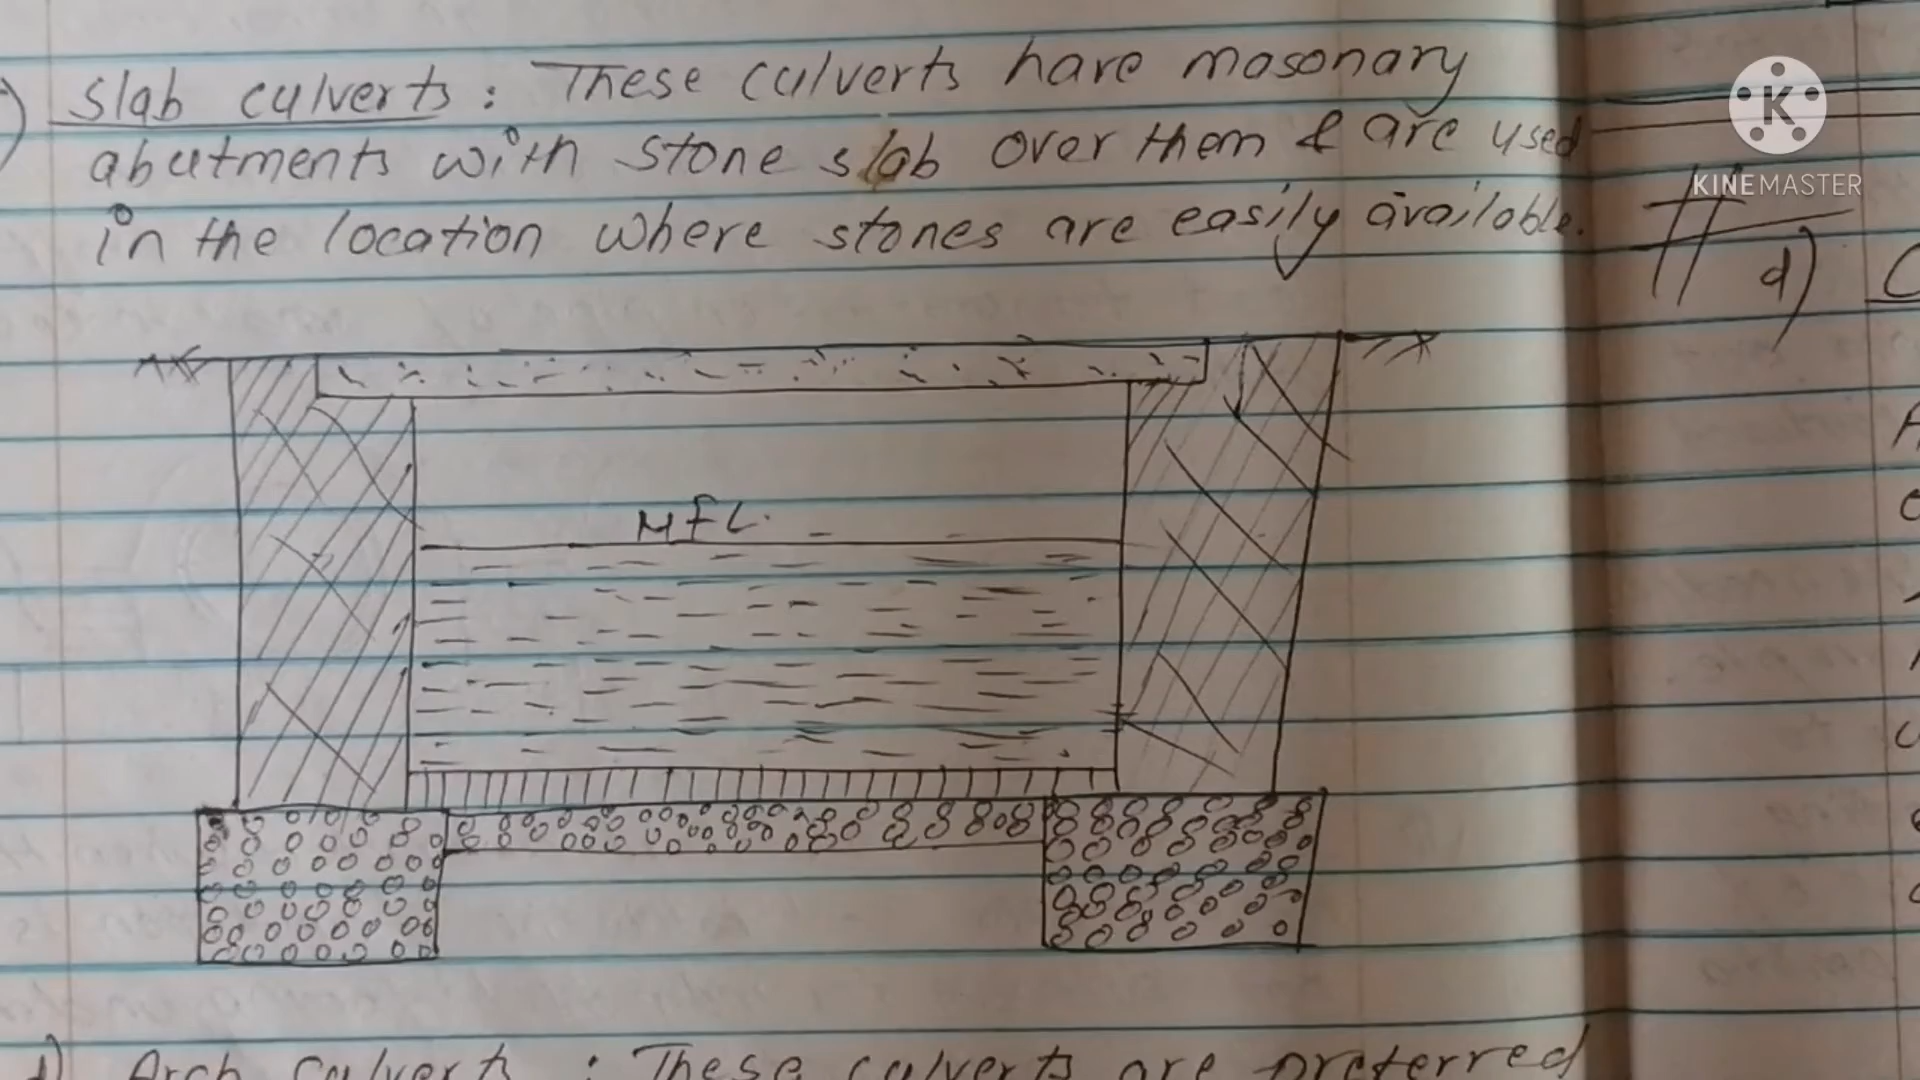 ) Slab culverts : These culverts have masonary
abutments with stone slab over them & are used
in the location where stones are easily available.
KINEMASTER
d)
HFL.
Arch culverts : These culverts are preferred